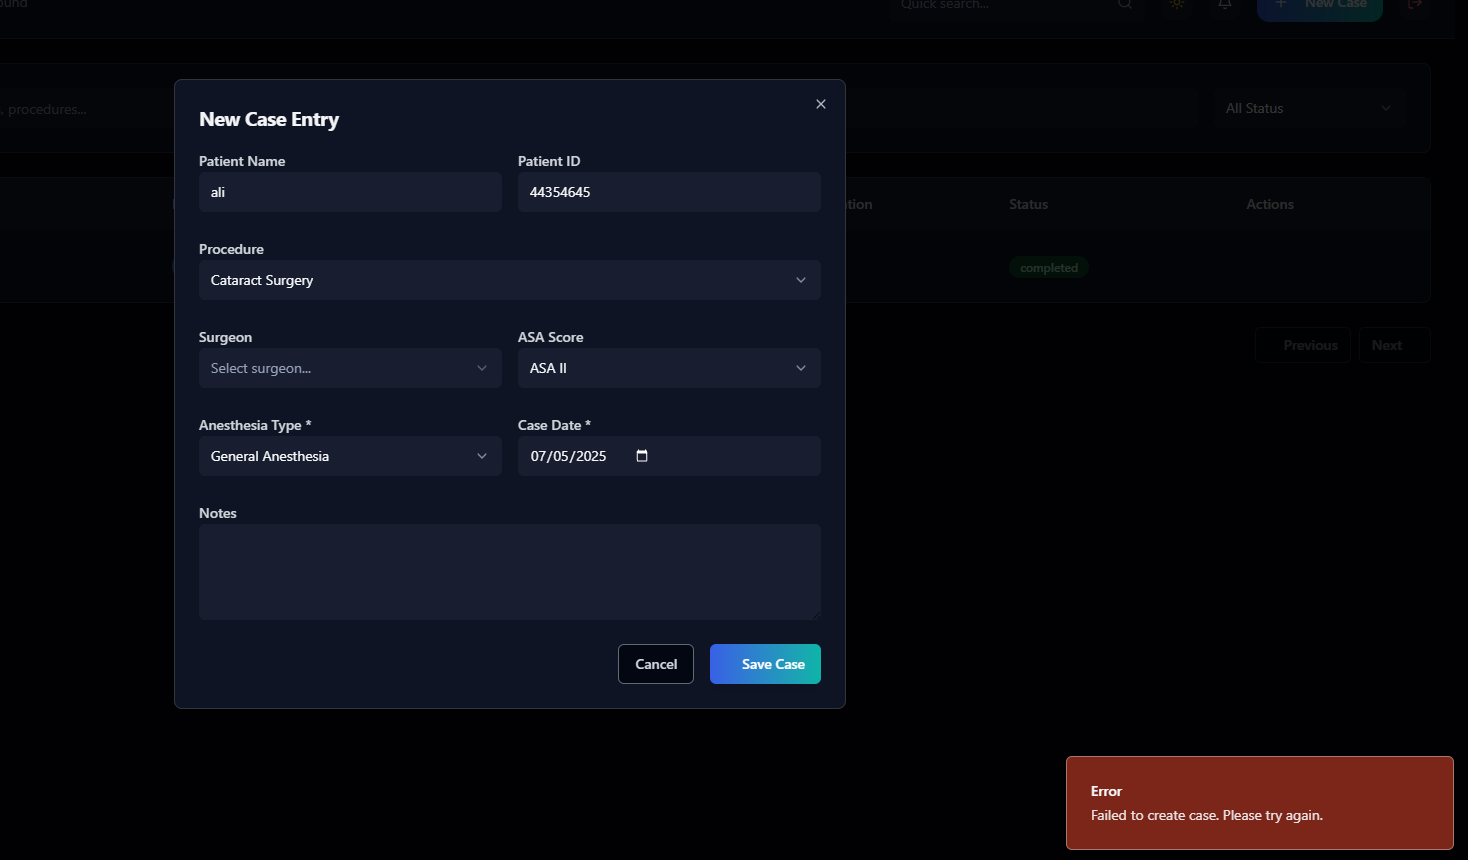 Quick search...
New Case
, procedures...
All Status
New Case Entry
Patient Name
Patient ID
ali
44354645
Status
Actions
Procedure
Cataract Surgery
completed
Surgeon
ASA Score
Select surgeon...
ASA II
Previous
Next
Anesthesia Type *
Case Date *
General Anesthesia
07/05/2025
Notes
Cancel
Save Case
Error
Failed to create case. Please try again.